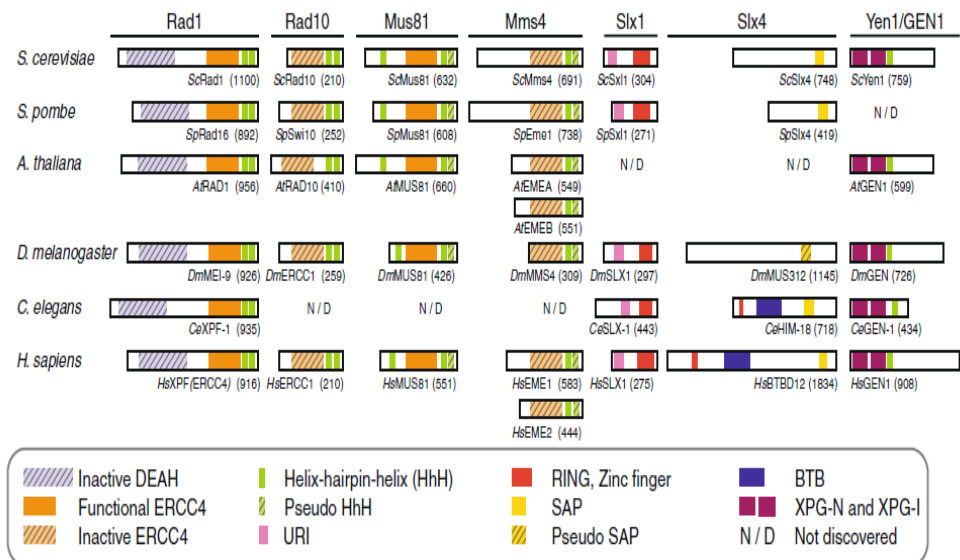 Rad1 Rad10 Mus81 Mms4 Slx1 Slx4 Yen1/GEN1
S. cerevisiae
ScRad1 (1100) ScRad10 (210) ScMus81 (632) ScMms4 (691) ScSxl1 (304) ScSlx4 (748) ScYen1 (759)
S. pombe N / D
SpRad16 (892) SpSwi10 (252) SpMus81 (608) SpEme1 (738) SpSxl1 (271) SpSlx4 (419)
A. thaliana N / D N / D
AtRAD1 (956) AtRAD10 (410) AtMUS81 (660) AtEMEA (549) AtGEN1 (599)
AtEMEB (551)
D. melanogaster
DmMEI-9 (926) DmERCC1 (259) DmMUS81 (426) DmMMS4 (309) DmSLX1 (297) DmMUS312 (1145) DmGEN (726)
C. elegans N / D N / D N / D
CeXPF-1 (935) CeSLX-1 (443) CeHIM-18 (718) CeGEN-1 (434)
H. sapiens
HsXPF(ERCC4) (916) HsERCC1 (210) HsMUS81 (551) HsEME1 (583) HsSLX1 (275) HsBTBD12 (1834) HsGEN1 (908)
HsEME2 (444)
Inactive DEAH Helix-hairpin-helix (HhH) RING, Zinc finger BTB
Functional ERCC4 Pseudo HhH SAP XPG-N and XPG-I
Inactive ERCC4 URI Pseudo SAP N / D Not discovered